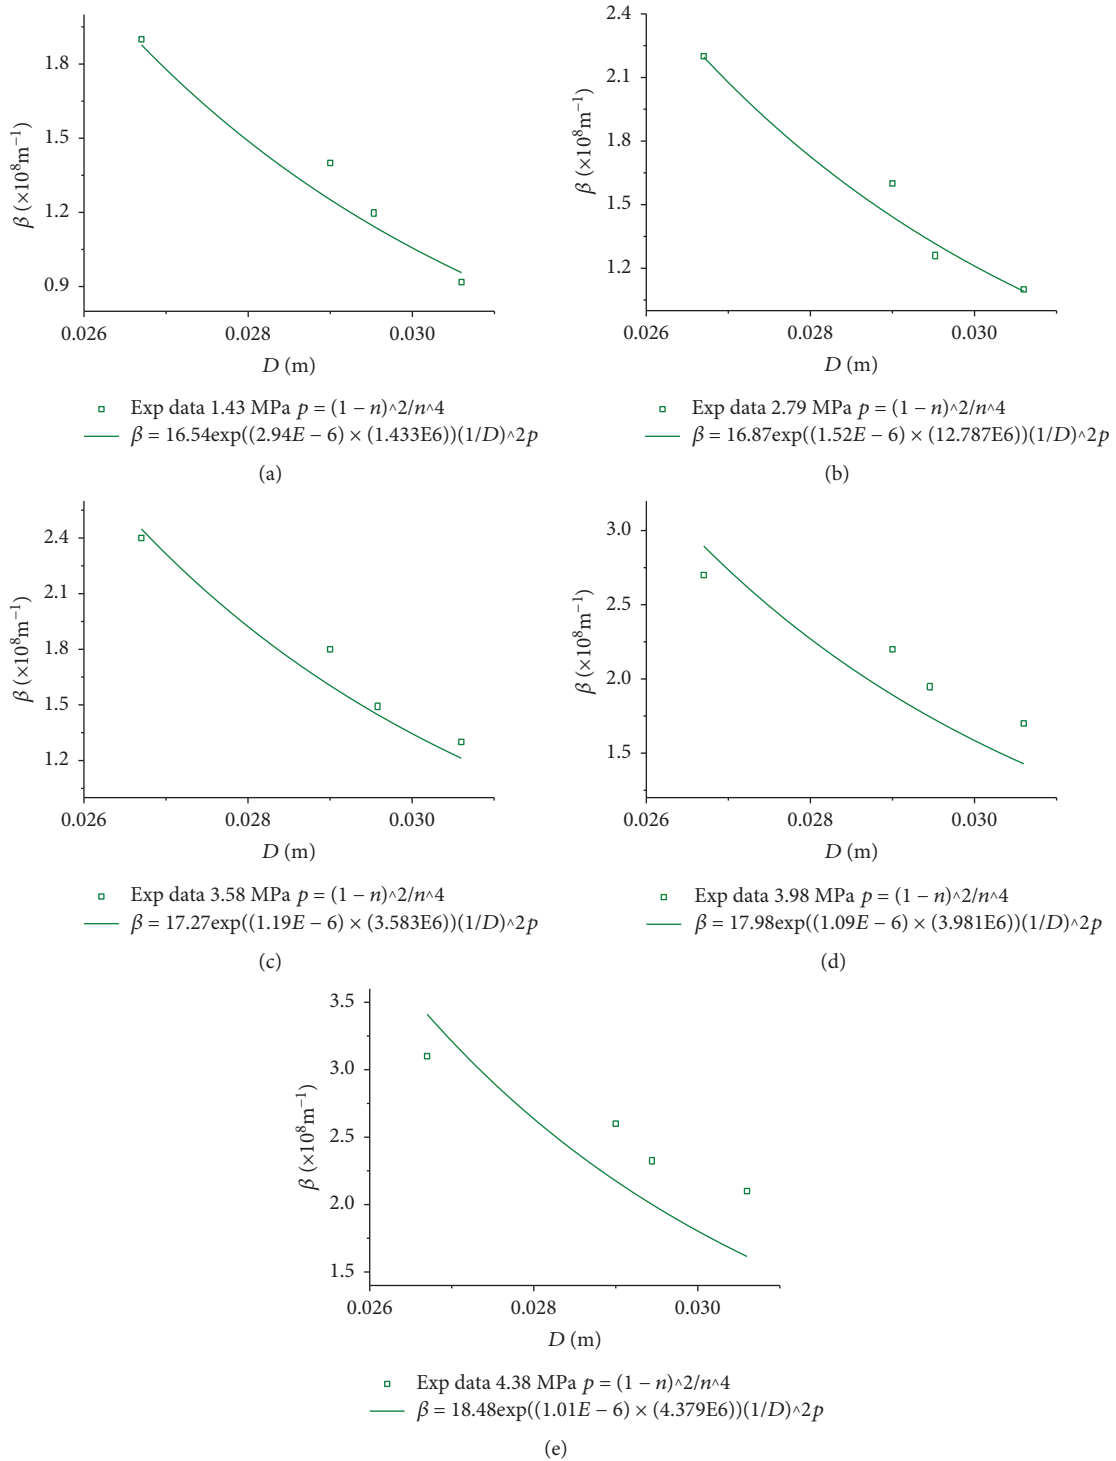 1.8
1.5
1.2
0.9
β (×10⁸m⁻¹)
0.026 0.028 0.030
D (m)
Exp data 1.43 MPa p = (1 − n)^2/n^4
β = 16.54exp((2.94E − 6) × (1.433E6))(1/D)^2p
(a)
2.4
2.1
1.8
1.5
1.2
β (×10⁸m⁻¹)
0.026 0.028 0.030
D (m)
Exp data 2.79 MPa p = (1 − n)^2/n^4
β = 16.87exp((1.52E − 6) × (12.787E6))(1/D)^2p
(b)
2.4
2.1
1.8
1.5
1.2
β (×10⁸m⁻¹)
0.026 0.028 0.030
D (m)
Exp data 3.58 MPa p = (1 − n)^2/n^4
β = 17.27exp((1.19E − 6) × (3.583E6))(1/D)^2p
(c)
3.0
2.5
2.0
1.5
β (×10⁸m⁻¹)
0.026 0.028 0.030
D (m)
Exp data 3.98 MPa p = (1 − n)^2/n^4
β = 17.98exp((1.09E − 6) × (3.981E6))(1/D)^2p
(d)
3.5
3.0
2.5
2.0
1.5
β (×10⁸m⁻¹)
0.026 0.028 0.030
D (m)
Exp data 4.38 MPa p = (1 − n)^2/n^4
β = 18.48exp((1.01E − 6) × (4.379E6))(1/D)^2p
(e)